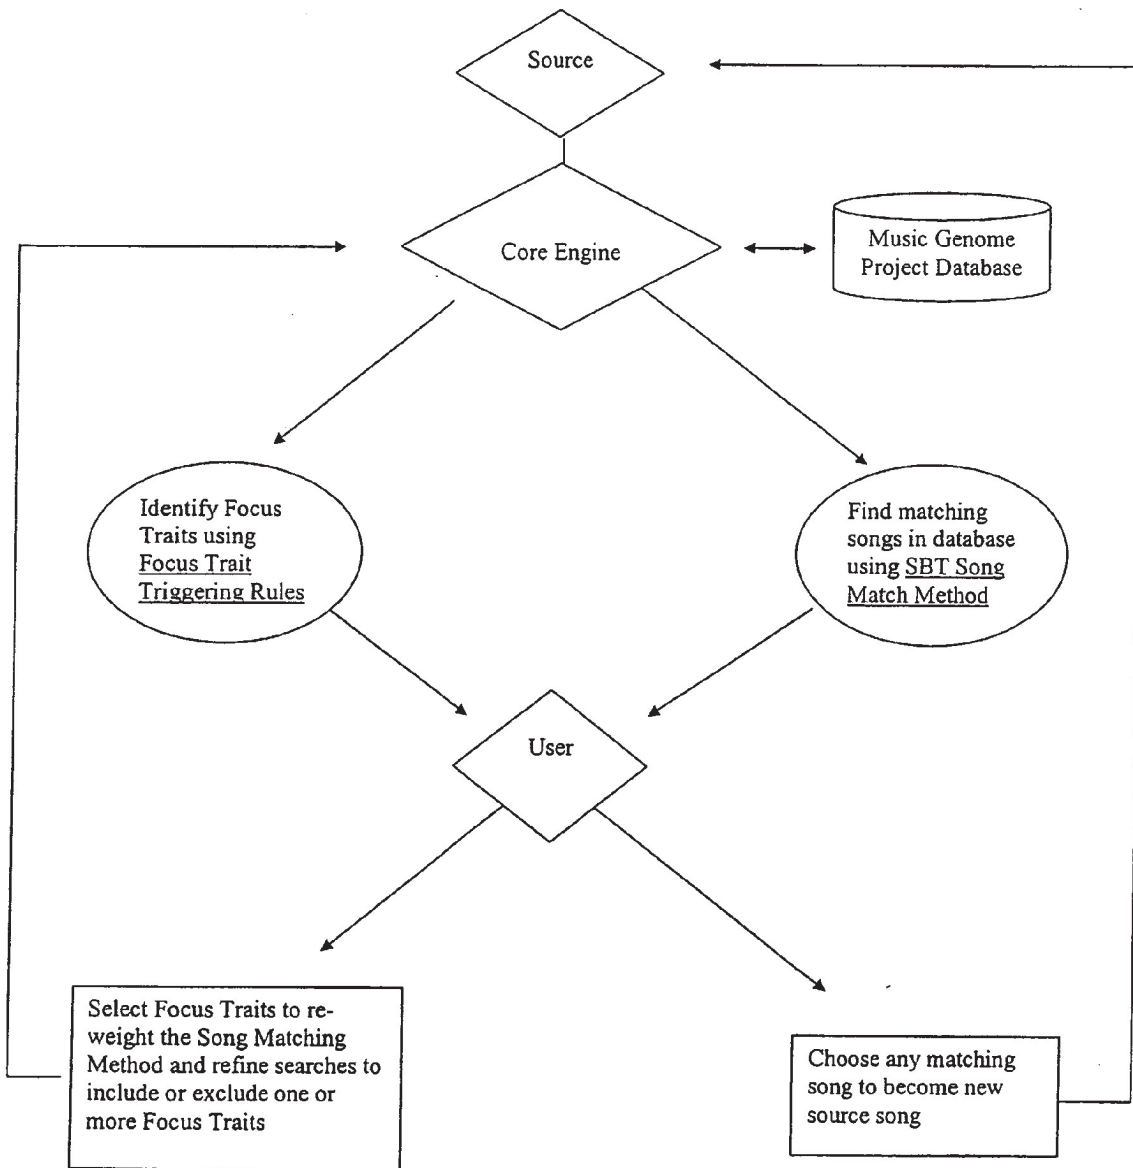 Source
Core Engine
Music Genome
Project Database
Identify Focus
Traits using
Focus Trait
Triggering Rules
Find matching
songs in database
using SBT Song
Match Method
User
Select Focus Traits to re-
weight the Song Matching
Method and refine searches to
include or exclude one or
more Focus Traits
Choose any matching
song to become new
source song